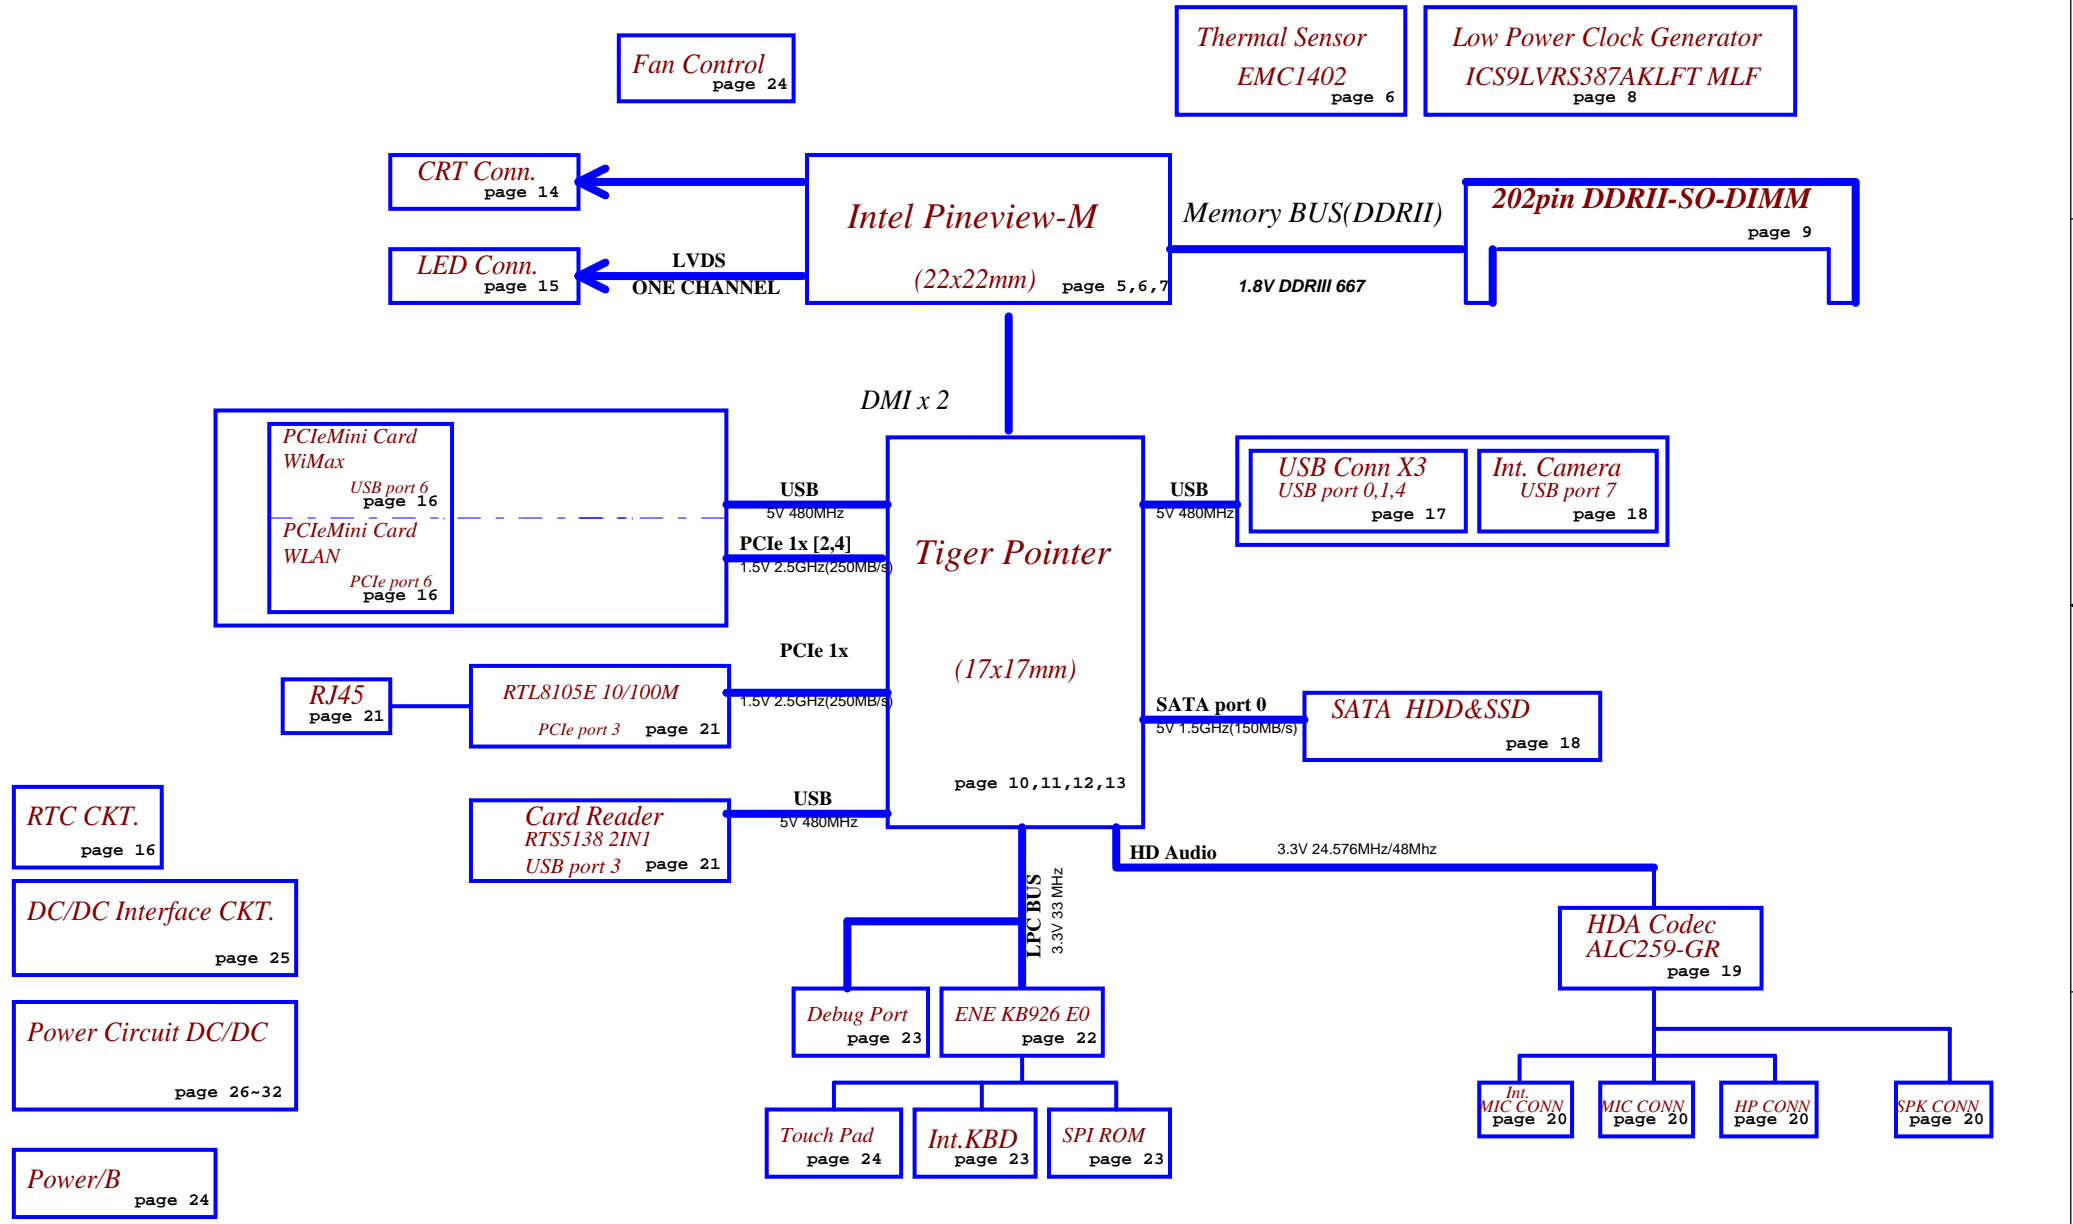 Fan Control
page 24
Thermal Sensor
EMC1402
page 6
Low Power Clock Generator
ICS9LVRS387AKLFT MLF
page 8
CRT Conn.
page 14
LED Conn.
page 15
LVDS
ONE CHANNEL
Intel Pineview-M
(22x22mm)
page 5,6,7
Memory BUS(DDRII)
1.8V DDRIII 667
202pin DDRII-SO-DIMM
page 9
DMI x 2
PCIeMini Card
WiMax
USB port 6
page 16
PCIeMini Card
WLAN
PCIe port 6
page 16
USB
5V 480MHz
PCIe 1x [2,4]
1.5V 2.5GHz(250MB/s)
Tiger Pointer
(17x17mm)
page 10,11,12,13
USB
5V 480MHz
USB Conn X3
USB port 0,1,4
page 17
Int. Camera
USB port 7
page 18
RJ45
page 21
RTL8105E 10/100M
PCIe port 3
page 21
PCIe 1x
1.5V 2.5GHz(250MB/s)
SATA port 0
5V 1.5GHz(150MB/s)
SATA HDD&SSD
page 18
Card Reader
RTS5138 2IN1
USB port 3
page 21
USB
5V 480MHz
RTC CKT.
page 16
DC/DC Interface CKT.
page 25
Power Circuit DC/DC
page 26~32
Power/B
page 24
LPC BUS
3.3V 33 MHz
HD Audio
3.3V 24.576MHz/48Mhz
HDA Codec
ALC259-GR
page 19
Debug Port
page 23
ENE KB926 E0
page 22
Touch Pad
page 24
Int.KBD
page 23
SPI ROM
page 23
Int.
MIC CONN
page 20
MIC CONN
page 20
HP CONN
page 20
SPK CONN
page 20